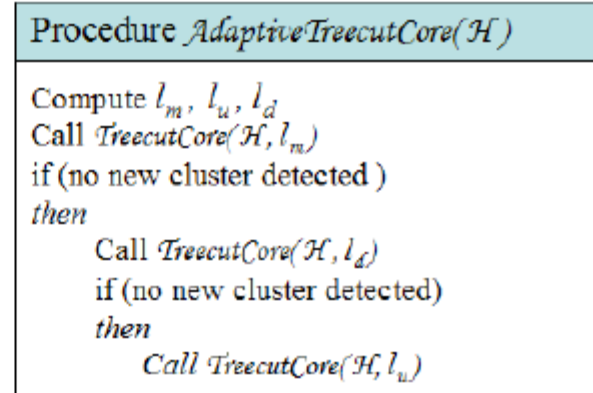 Procedure AdaptiveTreecutCore(H)
Compute l_m, l_u, l_d
Call TreecutCore(H, l_m)
if (no new cluster detected )
then
Call TreecutCore(H, l_d)
if (no new cluster detected)
then
Call TreecutCore(H, l_u)